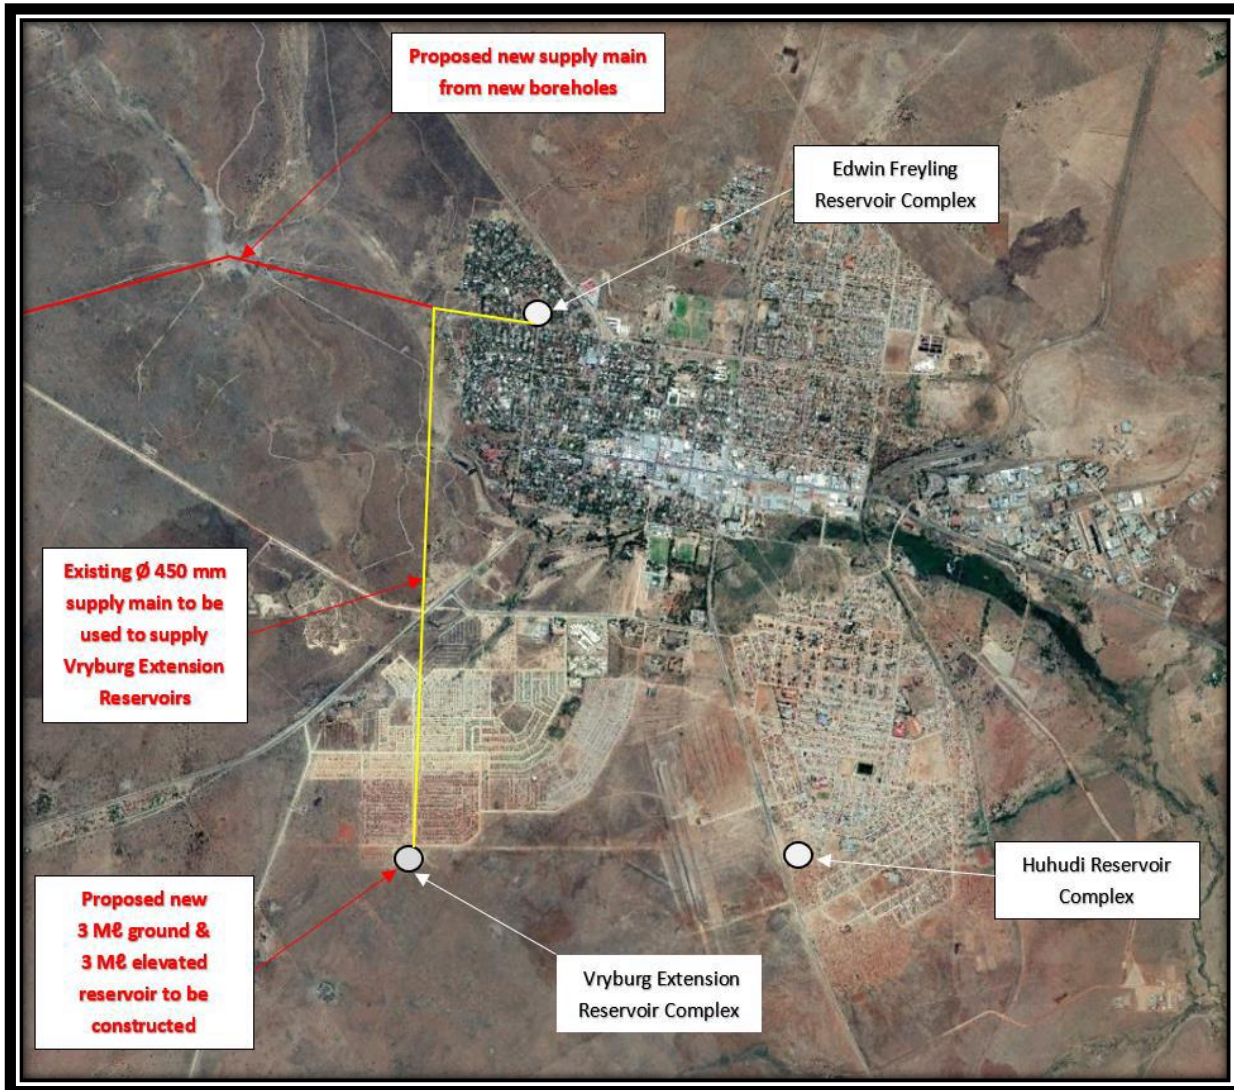 Proposed new supply main
from new boreholes
Edwin Freyling
Reservoir Complex
Existing Ø 450 mm
supply main to be
used to supply
Vryburg Extension
Reservoirs
Proposed new
3 Mℓ ground &
3 Mℓ elevated
reservoir to be
constructed
Vryburg Extension
Reservoir Complex
Huhudi Reservoir
Complex